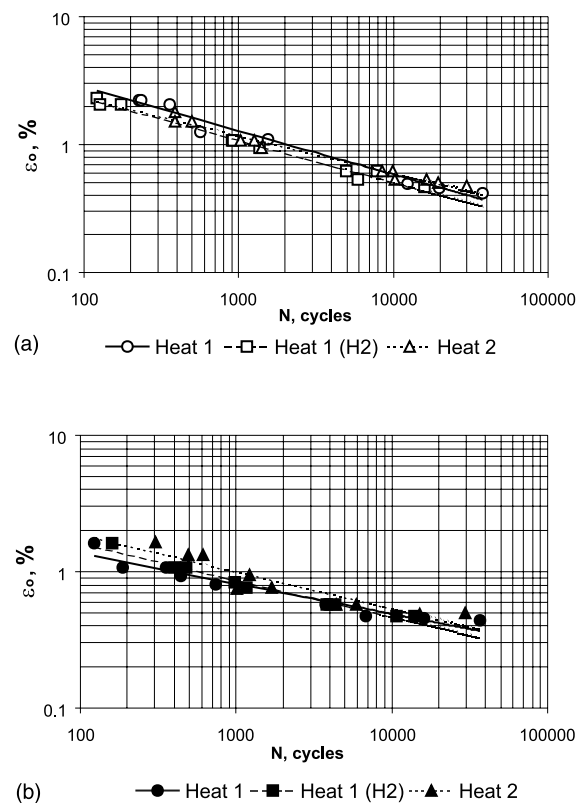 10
1
0.1
εo, %
100
1000
10000
100000
N, cycles
(a)
Heat 1
Heat 1 (H2)
Heat 2
10
1
0.1
εo, %
100
1000
10000
100000
N, cycles
(b)
Heat 1
Heat 1 (H2)
Heat 2